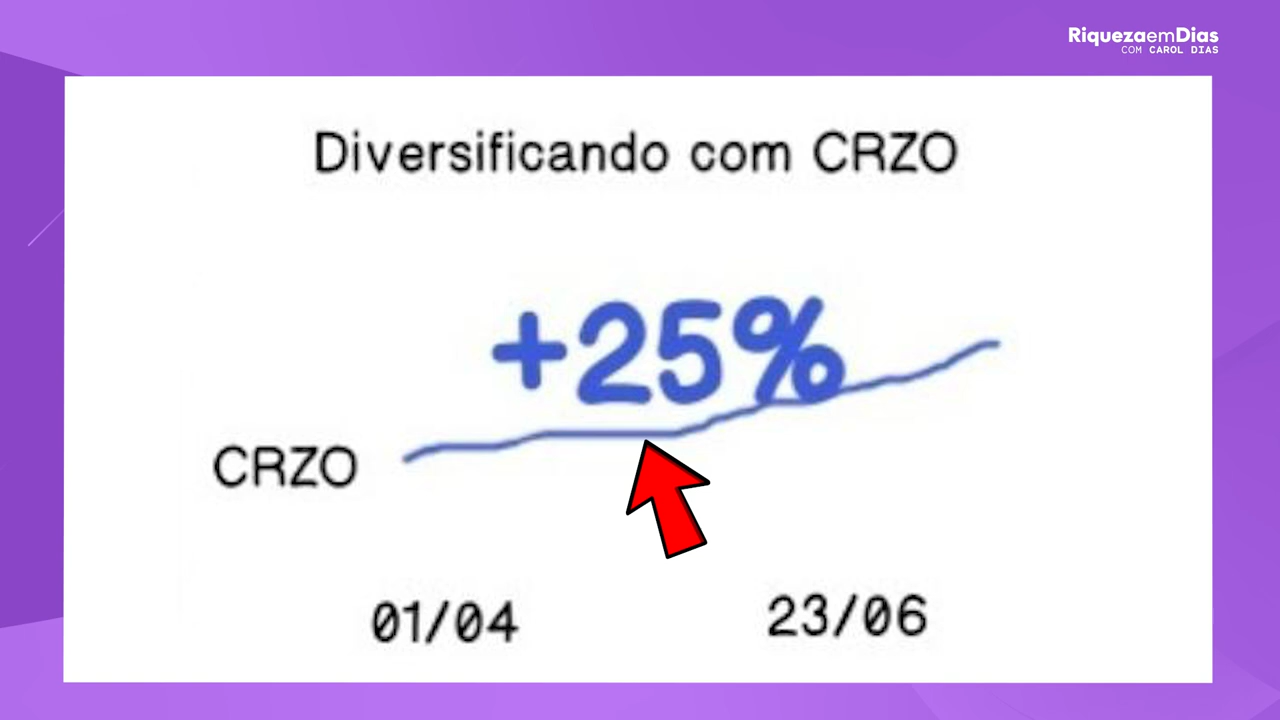 RiquezaemDias
COM CAROL DIAS
Diversificando com CRZO
+25%
CRZO
01/04
23/06